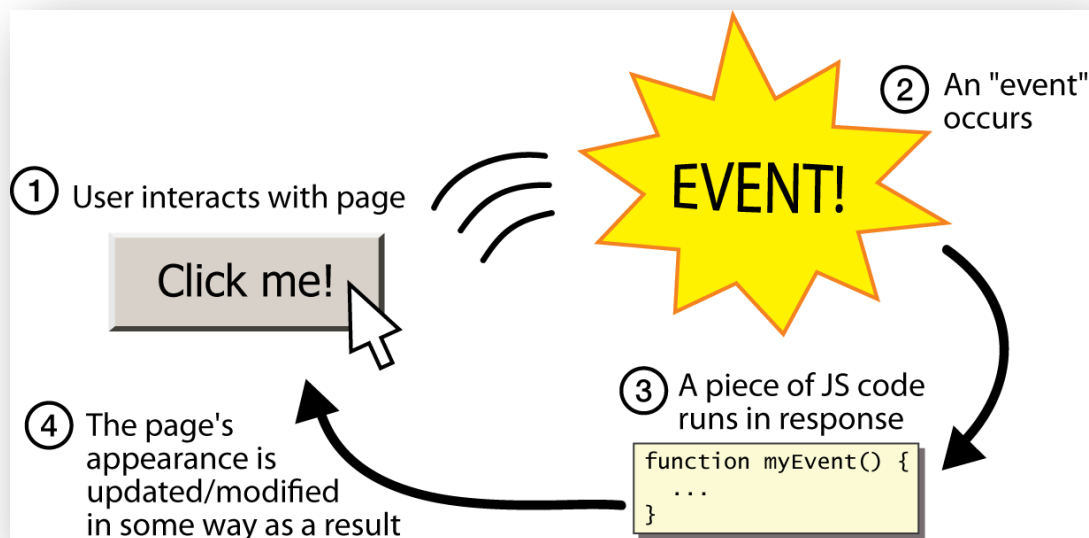 ① User interacts with page
Click me!
EVENT!
② An "event"
occurs
③ A piece of JS code
runs in response
function myEvent() {
  ...
}
④ The page's
appearance is
updated/modified
in some way as a result